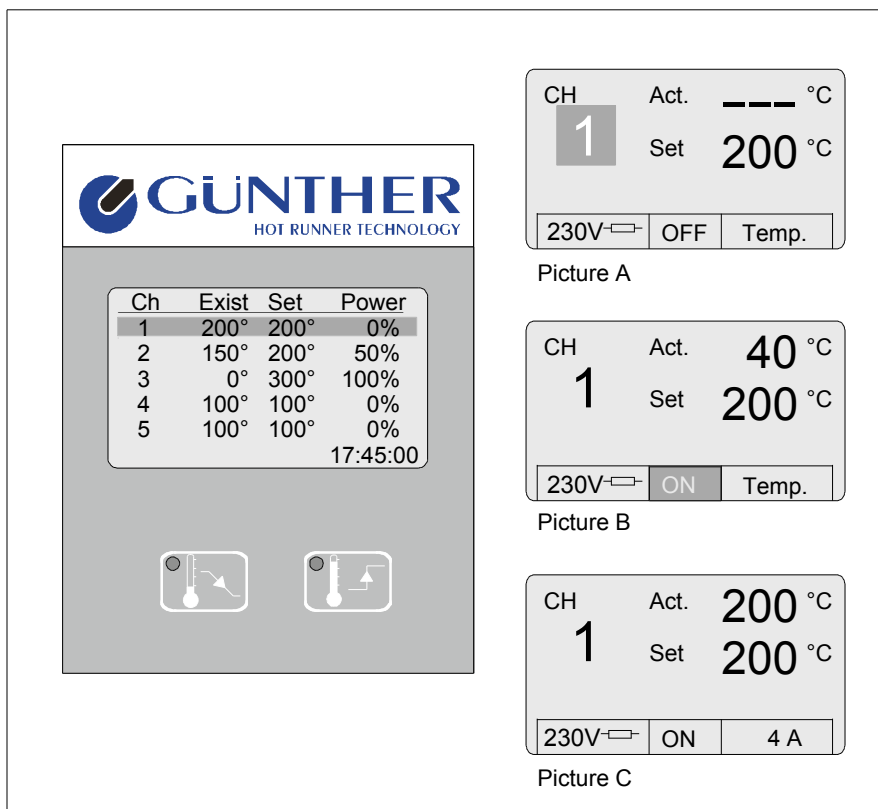 GÜNTHER
HOT RUNNER TECHNOLOGY
Ch Exist Set Power
1 200° 200° 0%
2 150° 200° 50%
3 0° 300° 100%
4 100° 100° 0%
5 100° 100° 0%
17:45:00
CH Act. --- °C
1 Set 200 °C
230V OFF Temp.
Picture A
CH Act. 40 °C
1 Set 200 °C
230V ON Temp.
Picture B
CH Act. 200 °C
1 Set 200 °C
230V ON 4 A
Picture C